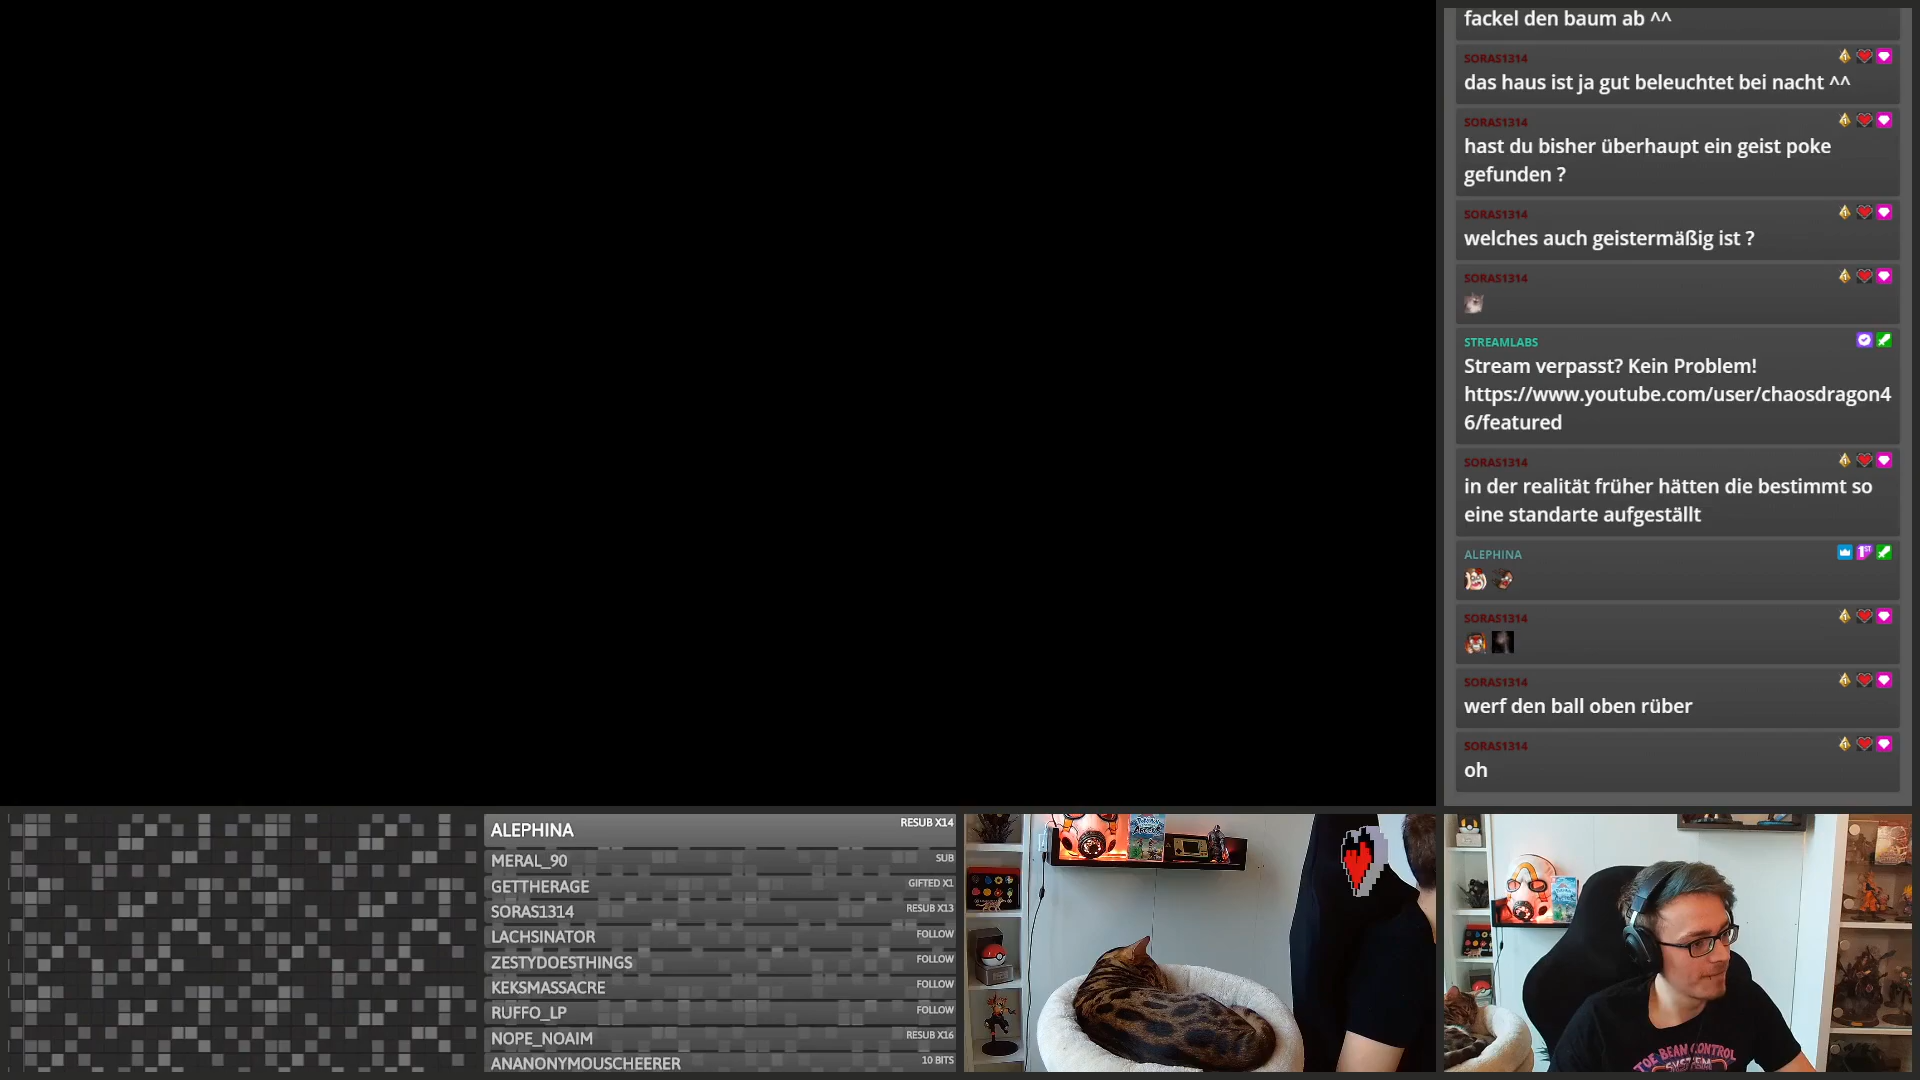 fackel den baum ab ^^
SORAS1314
das haus ist ja gut beleuchtet bei nacht ^^
SORAS1314
hast du bisher überhaupt ein geist poke
gefunden ?
SORAS1314
welches auch geistermäßig ist ?
SORAS1314
STREAMLABS
Stream verpasst? Kein Problem!
https://www.youtube.com/user/chaosdragon4
6/featured
SORAS1314
in der realität früher hätten die bestimmt so
eine standarte aufgeställt
ALEPHINA
SORAS1314
SORAS1314
werf den ball oben rüber
SORAS1314
oh
ALEPHINA RESUB X14
MERAL_90 SUB
GETTHERAGE GIFTED X1
SORAS1314 RESUB X13
LACHSINATOR FOLLOW
ZESTYDOESTHINGS FOLLOW
KEKSMASSACRE FOLLOW
RUFFO_LP FOLLOW
NOPE_NOAIM RESUB X16
ANANONYMOUSCHEERER 10 BITS
TOE BEAN CONTROL
SYSTEM